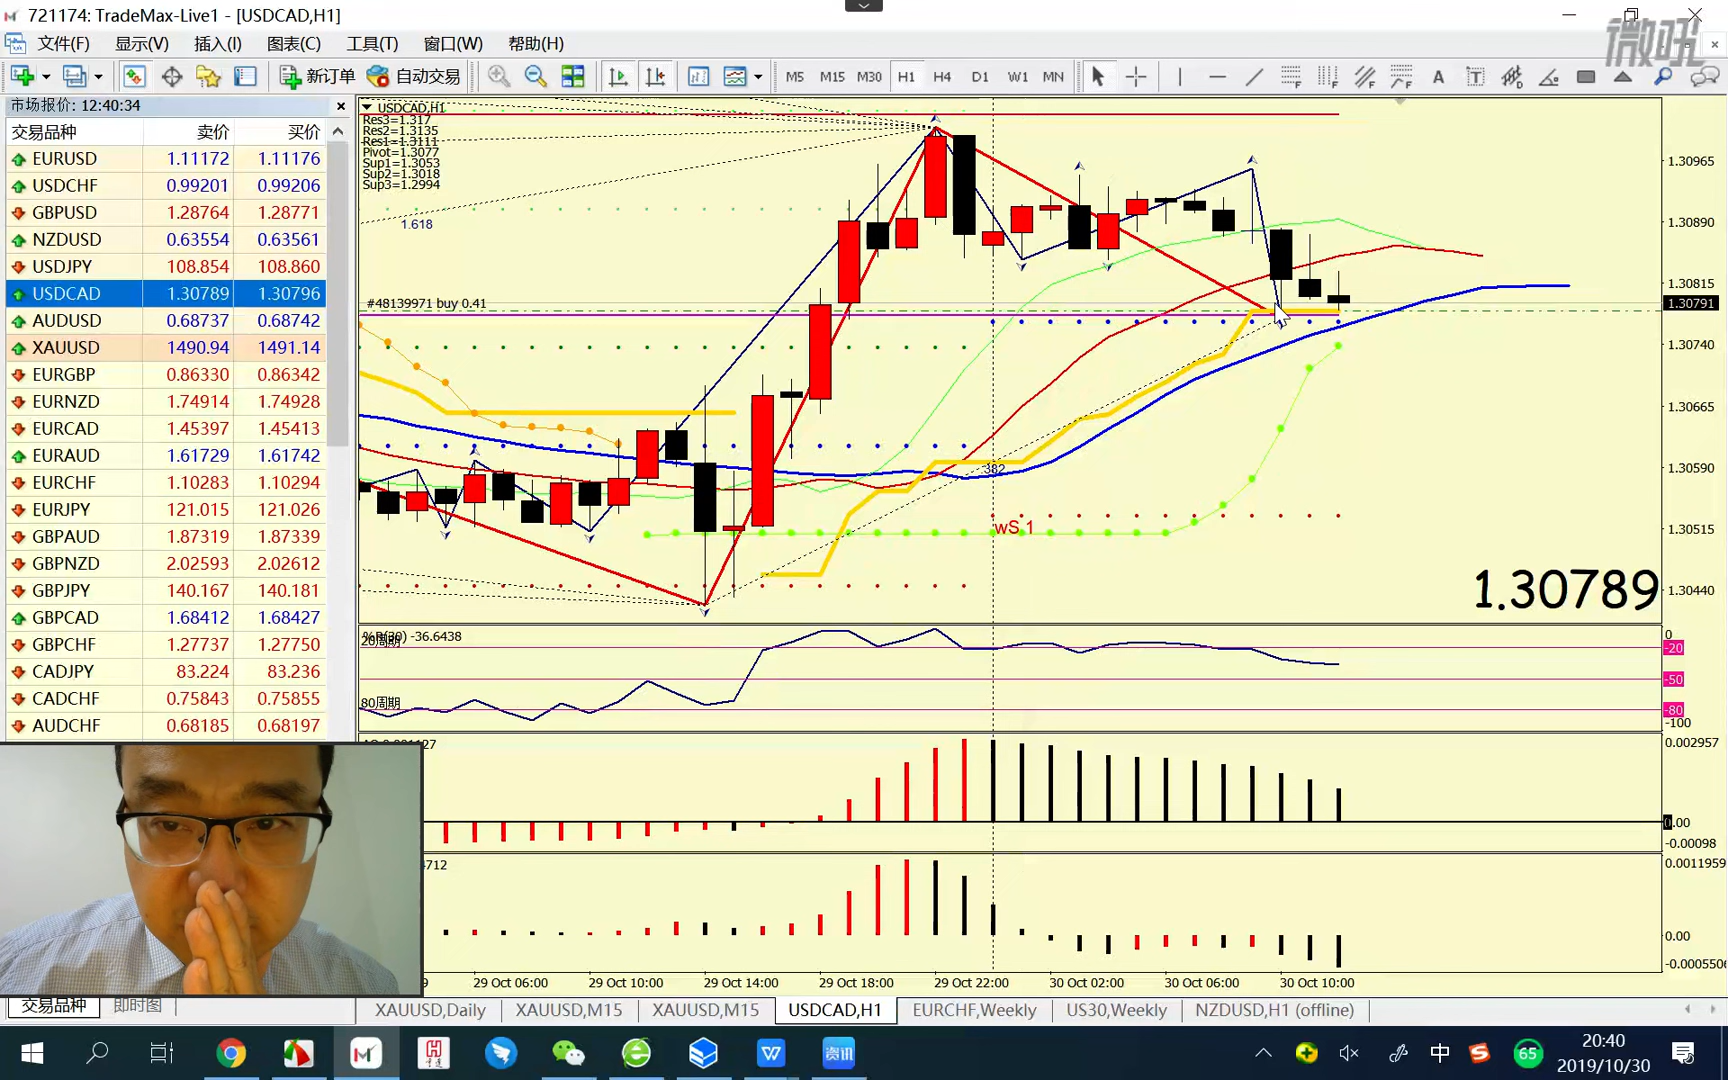 721174: TradeMax-Live1 - [USDCAD,H1]
微吼
文件(F) 显示(V) 插入(I) 图表(C) 工具(T) 窗口(W) 帮助(H)
新订单 自动交易 M5 M15 M30 H1 H4 D1 W1 MN
市场报价: 12:40:34
交易品种 卖价 买价
EURUSD 1.11172 1.11176
USDCHF 0.99201 0.99206
GBPUSD 1.28764 1.28771
NZDUSD 0.63554 0.63561
USDJPY 108.854 108.860
USDCAD 1.30789 1.30796
AUDUSD 0.68737 0.68742
XAUUSD 1490.94 1491.14
EURGBP 0.86330 0.86342
EURNZD 1.74914 1.74928
EURCAD 1.45397 1.45413
EURAUD 1.61729 1.61742
EURCHF 1.10283 1.10294
EURJPY 121.015 121.026
GBPAUD 1.87319 1.87339
GBPNZD 2.02593 2.02612
GBPJPY 140.167 140.181
GBPCAD 1.68412 1.68427
GBPCHF 1.27737 1.27750
CADJPY 83.224 83.236
CADCHF 0.75843 0.75855
AUDCHF 0.68185 0.68197
交易品种 即时图
USDCAD,H1
Res3=1.317
Res2=1.3135
Res1=1.3111
Pivot=1.3077
Sup1=1.3053
Sup2=1.3018
Sup3=1.2994
1.618
#48139971 buy 0.41
.382
wS 1
1.30789
1.30965
1.30890
1.30815
1.30791
1.30740
1.30665
1.30590
1.30515
1.30440
%R(30) -36.6438
20周期
80周期
0
-20
-50
-80
-100
0.002957
0.00
-0.00098
4712
0.0011959
0.00
-0.0005506
29 Oct 06:00 29 Oct 10:00 29 Oct 14:00 29 Oct 18:00 29 Oct 22:00 30 Oct 02:00 30 Oct 06:00 30 Oct 10:00
XAUUSD,Daily XAUUSD,M15 XAUUSD,M15 USDCAD,H1 EURCHF,Weekly US30,Weekly NZDUSD,H1 (offline)
资讯
中
65
20:40
2019/10/30